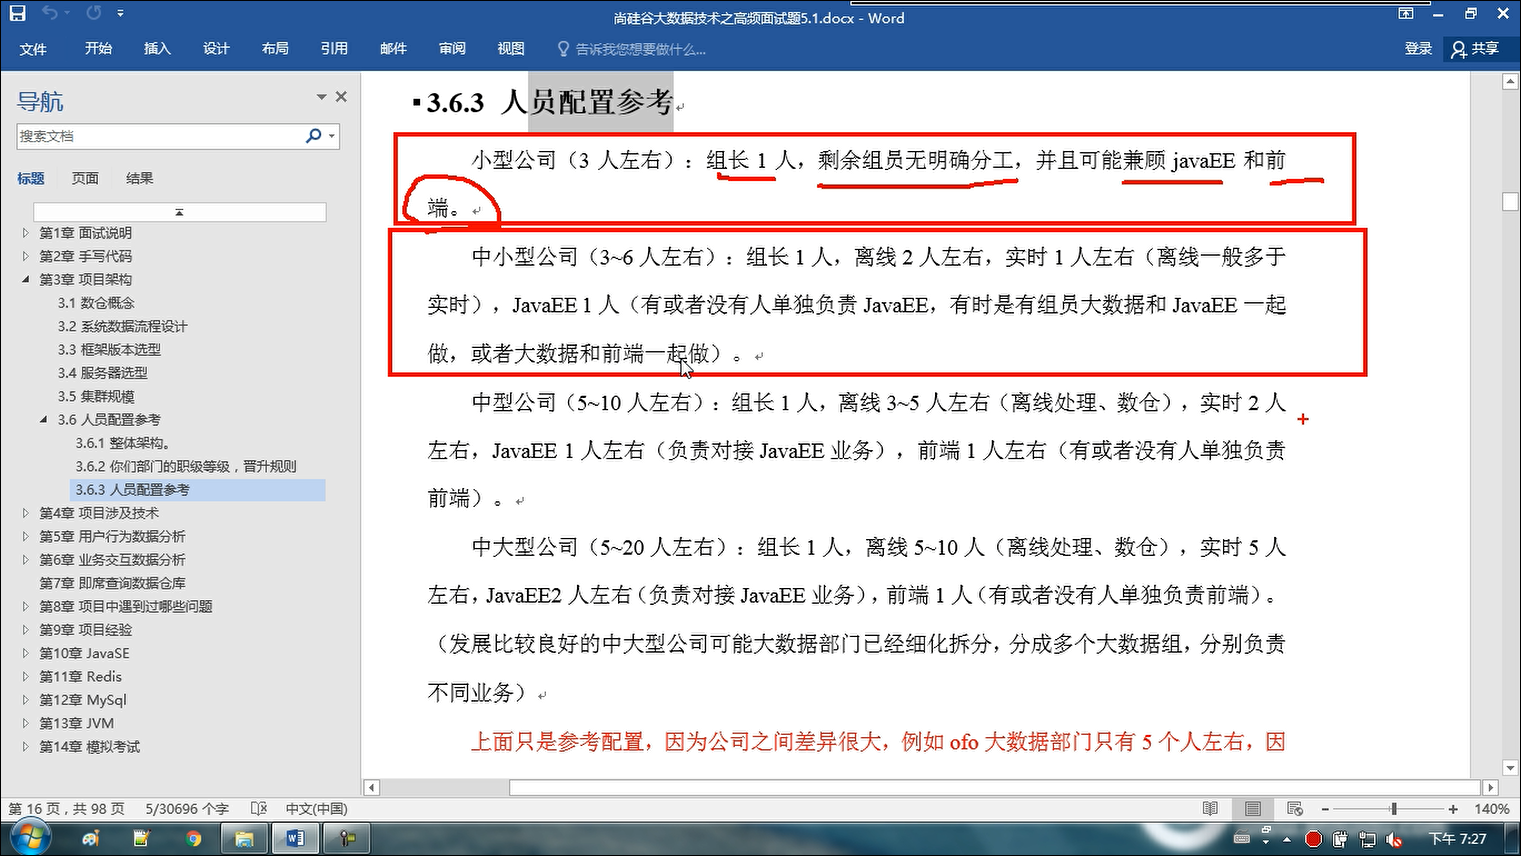 尚硅谷大数据技术之高频面试题5.1.docx - Word
文件 开始 插入 设计 布局 引用 邮件 审阅 视图 告诉我您想要做什么... 登录 共享
导航
搜索文档
标题 页面 结果
第1章 面试说明
第2章 手写代码
第3章 项目架构
3.1 数仓概念
3.2 系统数据流程设计
3.3 框架版本选型
3.4 服务器选型
3.5 集群规模
3.6 人员配置参考
3.6.1 整体架构。
3.6.2 你们部门的职级等级，晋升规则
3.6.3 人员配置参考
第4章 项目涉及技术
第5章 用户行为数据分析
第6章 业务交互数据分析
第7章 即席查询数据仓库
第8章 项目中遇到过哪些问题
第9章 项目经验
第10章 JavaSE
第11章 Redis
第12章 MySql
第13章 JVM
第14章 模拟考试
3.6.3 人员配置参考
小型公司（3 人左右）：组长 1 人，剩余组员无明确分工，并且可能兼顾 javaEE 和前
端。
中小型公司（3~6 人左右）：组长 1 人，离线 2 人左右，实时 1 人左右（离线一般多于
实时），JavaEE 1 人（有或者没有人单独负责 JavaEE，有时是有组员大数据和 JavaEE 一起
做，或者大数据和前端一起做）。
中型公司（5~10 人左右）：组长 1 人，离线 3~5 人左右（离线处理、数仓），实时 2 人
左右，JavaEE 1 人左右（负责对接 JavaEE 业务），前端 1 人左右（有或者没有人单独负责
前端）。
中大型公司（5~20 人左右）：组长 1 人，离线 5~10 人（离线处理、数仓），实时 5 人
左右，JavaEE2 人左右（负责对接 JavaEE 业务），前端 1 人（有或者没有人单独负责前端）。
（发展比较良好的中大型公司可能大数据部门已经细化拆分，分成多个大数据组，分别负责
不同业务）
上面只是参考配置，因为公司之间差异很大，例如 ofo 大数据部门只有 5 个人左右，因
第 16 页，共 98 页 5/30696 个字 中文(中国) 140%
下午 7:27